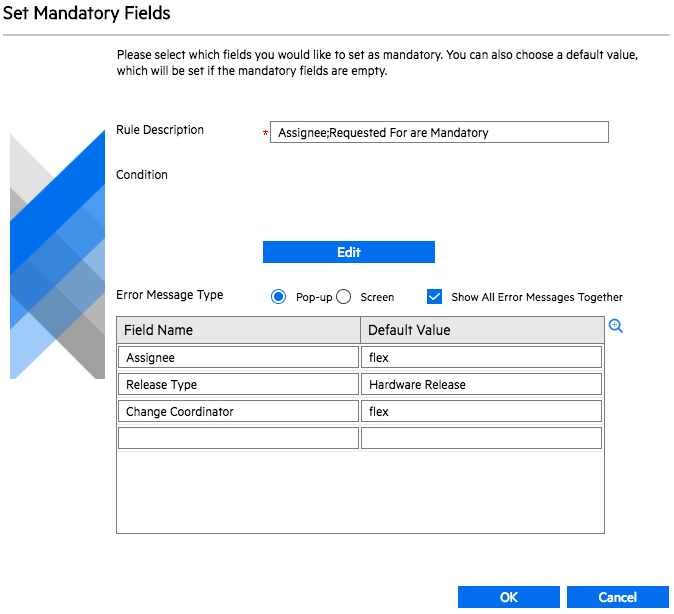 Set Mandatory Fields
Please select which fields you would like to set as mandatory. You can also choose a default value,
which will be set if the mandatory fields are empty.
Rule Description * Assignee;Requested For are Mandatory
Condition
Edit
Error Message Type Pop-up Screen Show All Error Messages Together
Field Name Default Value
Assignee flex
Release Type Hardware Release
Change Coordinator flex
OK Cancel